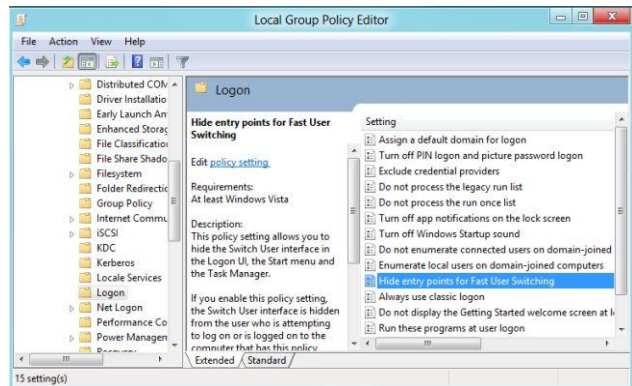 Local Group Policy Editor
File Action View Help
Distributed COM
Driver Installatio
Early Launch An
Enhanced Storag
File Classification
File Share Shado
Filesystem
Folder Redirectic
Group Policy
Internet Commu
iSCSI
KDC
Kerberos
Locale Services
Logon
Net Logon
Performance Co
Power Managen
Recovery
Logon
Hide entry points for Fast User
Switching
Edit policy setting
Requirements:
At least Windows Vista
Description:
This policy setting allows you to
hide the Switch User interface in
the Logon UI, the Start menu and
the Task Manager.
If you enable this policy setting,
the Switch User interface is hidden
from the user who is attempting
to log on or is logged on to the
computer that has this policy
Setting
Assign a default domain for logon
Turn off PIN logon and picture password logon
Exclude credential providers
Do not process the legacy run list
Do not process the run once list
Turn off app notifications on the lock screen
Turn off Windows Startup sound
Do not enumerate connected users on domain-joined
Enumerate local users on domain-joined computers
Hide entry points for Fast User Switching
Always use classic logon
Do not display the Getting Started welcome screen at l
Run these programs at user logon
Extended Standard
15 setting(s)